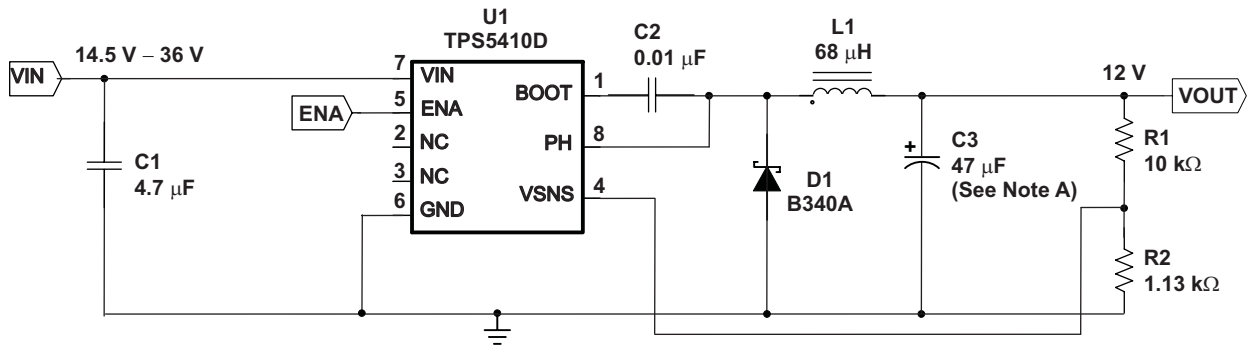 U1
TPS5410D
14.5 V – 36 V
VIN
7
VIN
ENA
5
ENA
2
NC
3
NC
6
GND
BOOT
1
PH
8
VSNS
4
C1
4.7 μF
C2
0.01 μF
L1
68 μH
D1
B340A
+
C3
47 μF
(See Note A)
12 V
VOUT
R1
10 kΩ
R2
1.13 kΩ